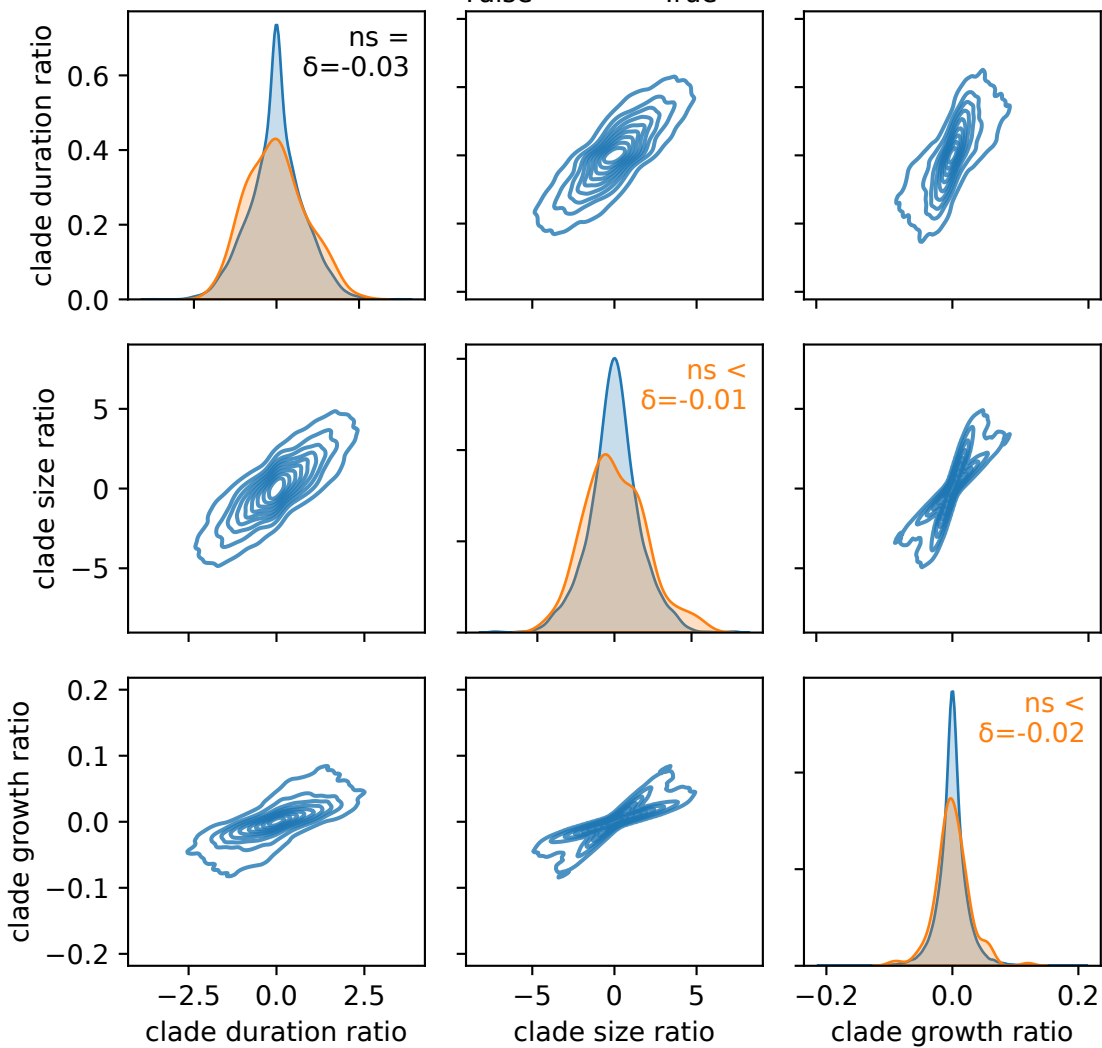 ns =
δ=-0.03
clade duration ratio
0.6
0.4
0.2
0.0
ns <
δ=-0.01
clade size ratio
5
0
−5
ns <
δ=-0.02
clade growth ratio
0.2
0.1
0.0
−0.1
−0.2
−2.5 0.0 2.5
−5 0 5
−0.2 0.0 0.2
clade duration ratio
clade size ratio
clade growth ratio